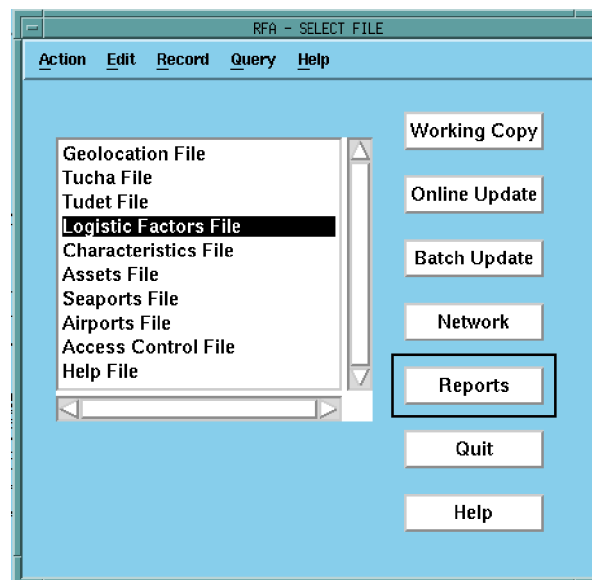 RFA - SELECT FILE
Action Edit Record Query Help
Geolocation File
Tucha File
Tudet File
Logistic Factors File
Characteristics File
Assets File
Seaports File
Airports File
Access Control File
Help File
Working Copy
Online Update
Batch Update
Network
Reports
Quit
Help